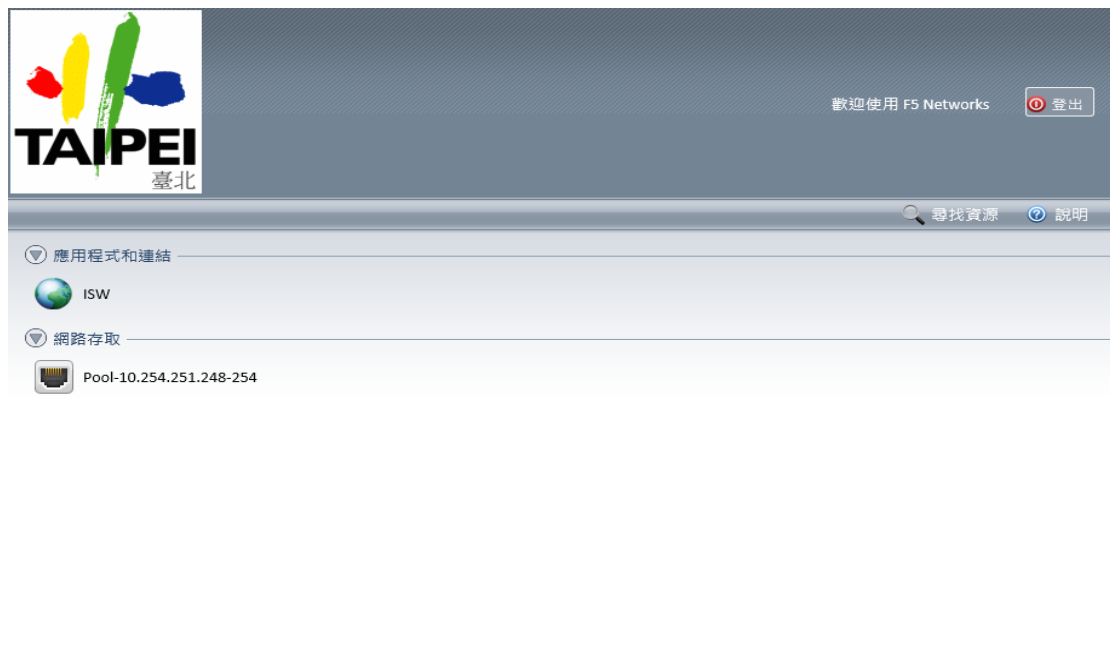 TAIPEI
臺北
歡迎使用 F5 Networks
登出
尋找資源
說明
應用程式和連結
ISW
網路存取
Pool-10.254.251.248-254